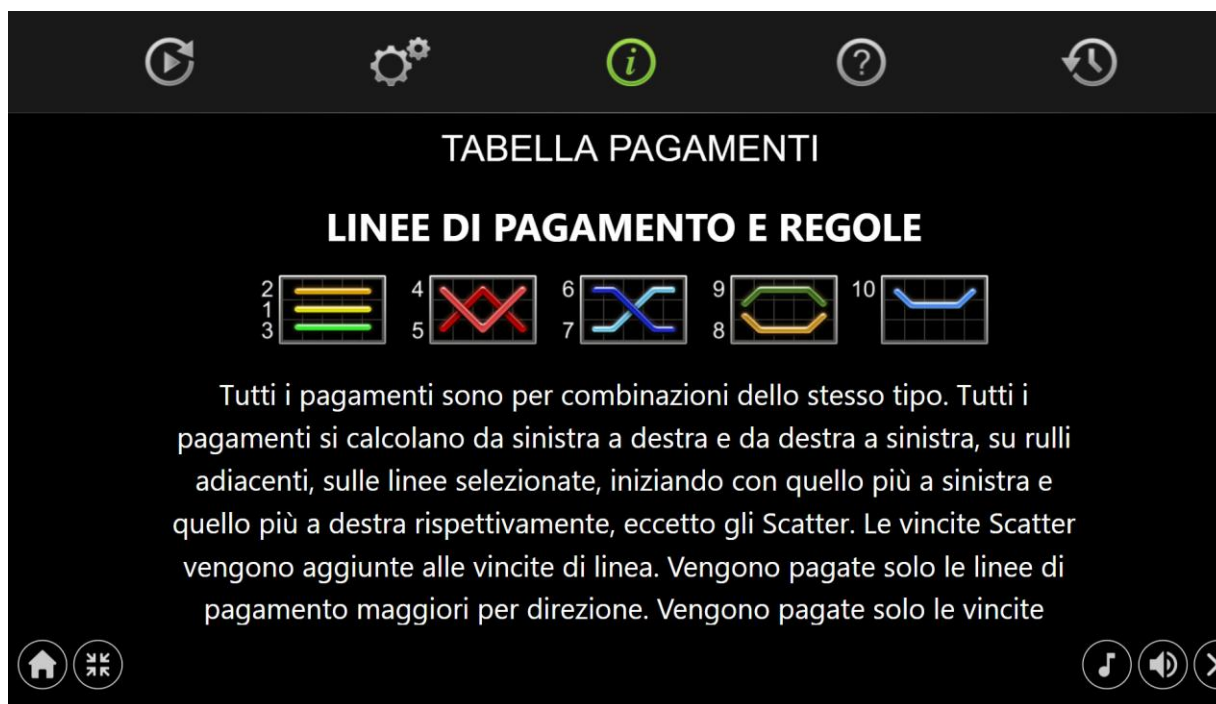 TABELLA PAGAMENTI
LINEE DI PAGAMENTO E REGOLE
2
1
3
4
5
6
7
9
8
10
Tutti i pagamenti sono per combinazioni dello stesso tipo. Tutti i
pagamenti si calcolano da sinistra a destra e da destra a sinistra, su rulli
adiacenti, sulle linee selezionate, iniziando con quello più a sinistra e
quello più a destra rispettivamente, eccetto gli Scatter. Le vincite Scatter
vengono aggiunte alle vincite di linea. Vengono pagate solo le linee di
pagamento maggiori per direzione. Vengono pagate solo le vincite